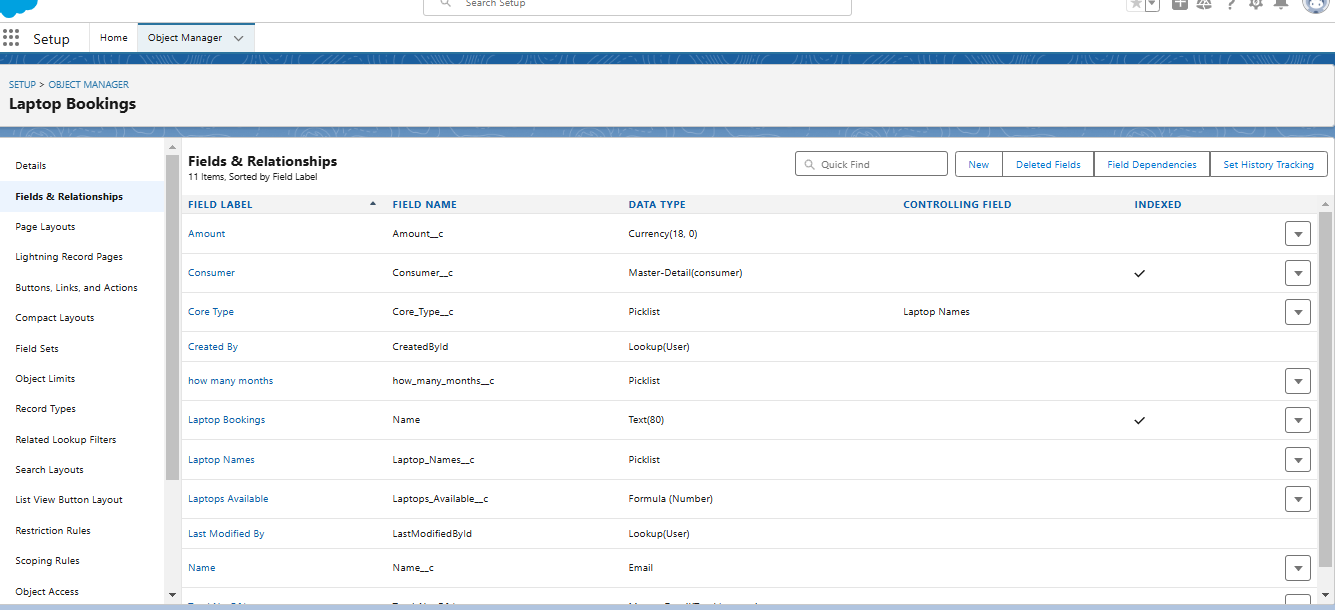 Search Setup
Setup Home Object Manager
SETUP > OBJECT MANAGER
Laptop Bookings
Details
Fields & Relationships
Page Layouts
Lightning Record Pages
Buttons, Links, and Actions
Compact Layouts
Field Sets
Object Limits
Record Types
Related Lookup Filters
Search Layouts
List View Button Layout
Restriction Rules
Scoping Rules
Object Access
Fields & Relationships
11 Items, Sorted by Field Label
Quick Find
New Deleted Fields Field Dependencies Set History Tracking
FIELD LABEL FIELD NAME DATA TYPE CONTROLLING FIELD INDEXED
Amount Amount__c Currency(18, 0)
Consumer Consumer__c Master-Detail(consumer)
Core Type Core_Type__c Picklist Laptop Names
Created By CreatedById Lookup(User)
how many months how_many_months__c Picklist
Laptop Bookings Name Text(80)
Laptop Names Laptop_Names__c Picklist
Laptops Available Laptops_Available__c Formula (Number)
Last Modified By LastModifiedById Lookup(User)
Name Name__c Email